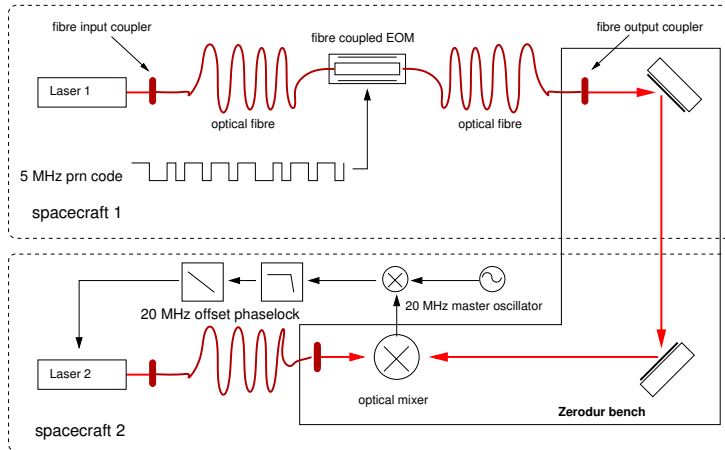 fibre input coupler
fibre coupled EOM
fibre output coupler
Laser 1
optical fibre
optical fibre
5 MHz prn code
spacecraft 1
20 MHz offset phaselock
20 MHz master oscillator
Laser 2
optical mixer
Zerodur bench
spacecraft 2